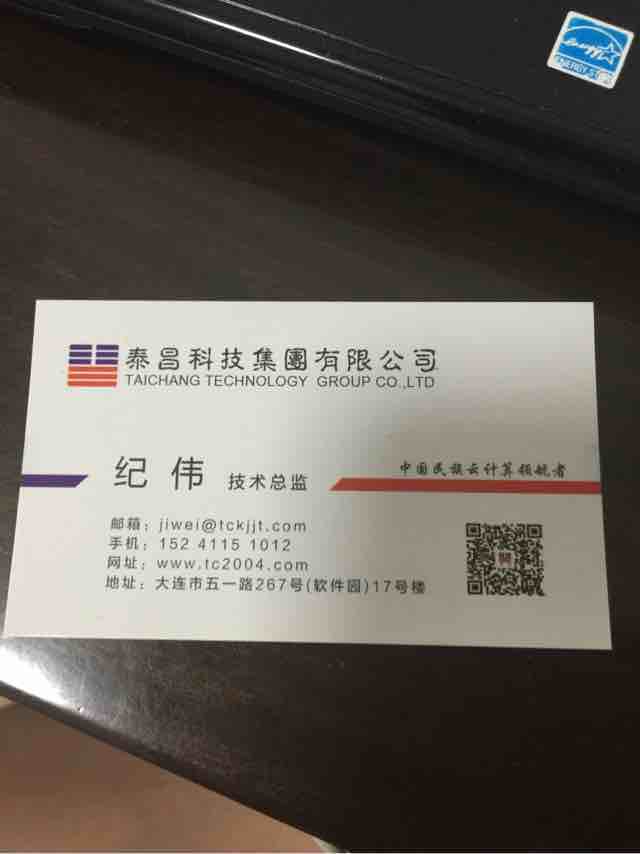 energy
ENERGY STAR
泰昌科技集團有限公司
TAICHANG TECHNOLOGY GROUP CO.,LTD
纪 伟 技术总监
中国民族云计算领航者
邮箱：jiwei@tckjjt.com
手机：152 4115 1012
网址：www.tc2004.com
地址：大连市五一路267号(软件园)17号楼